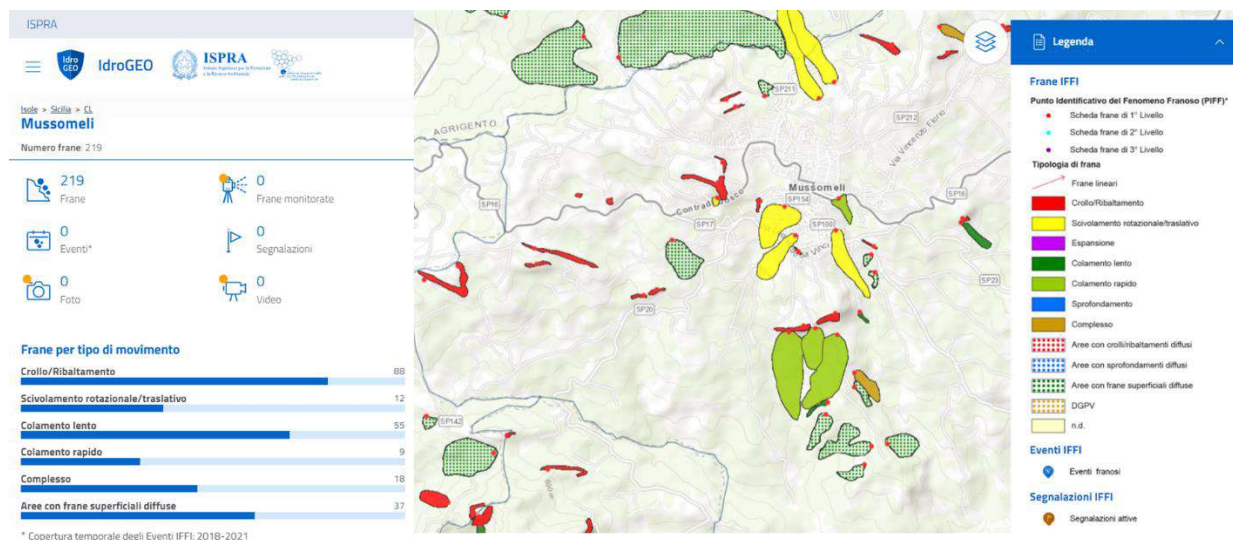 ISPRA
Idro
GEO
IdroGEO
ISPRA
Isole > Sicilia > CL
Mussomeli
Numero frane: 219
219
Frane
0
Frane monitorate
0
Eventi*
0
Segnalazioni
0
Foto
0
Video
Frane per tipo di movimento
Crollo/Ribaltamento 88
Scivolamento rotazionale/traslativo 12
Colamento lento 55
Colamento rapido 9
Complesso 18
Aree con frane superficiali diffuse 37
* Copertura temporale degli Eventi IFFI: 2018-2021
SP211
SP212
Via Vincenzo Florio
AGRIGENTO
Mussomeli
SP16
SP154
SP16
SP17
SP100
SP23
SP20
SP142
Legenda
Frane IFFI
Punto Identificativo del Fenomeno Franoso (PIFF)*
Scheda frane di 1° Livello
Scheda frane di 2° Livello
Scheda frane di 3° Livello
Tipologia di frana
Frane lineari
Crollo/Ribaltamento
Scivolamento rotazionale/traslativo
Espansione
Colamento lento
Colamento rapido
Sprofondamento
Complesso
Aree con crolli/ribaltamenti diffusi
Aree con sprofondamenti diffusi
Aree con frane superficiali diffuse
DGPV
n.d.
Eventi IFFI
Eventi franosi
Segnalazioni IFFI
Segnalazioni attive